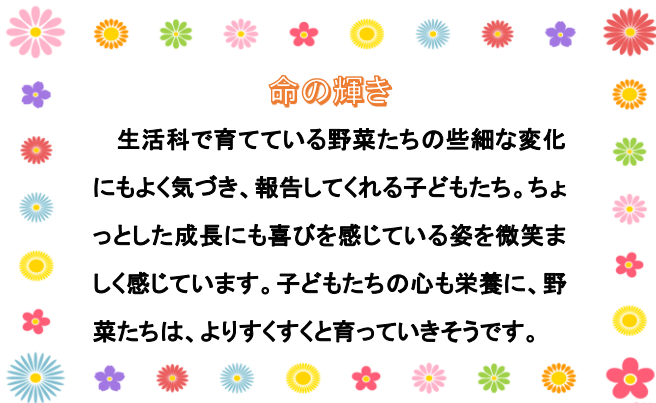 命の輝き
　生活科で育てている野菜たちの些細な変化
にもよく気づき、報告してくれる子どもたち。ちょ
っとした成長にも喜びを感じている姿を微笑ま
しく感じています。子どもたちの心も栄養に、野
菜たちは、よりすくすくと育っていきそうです。